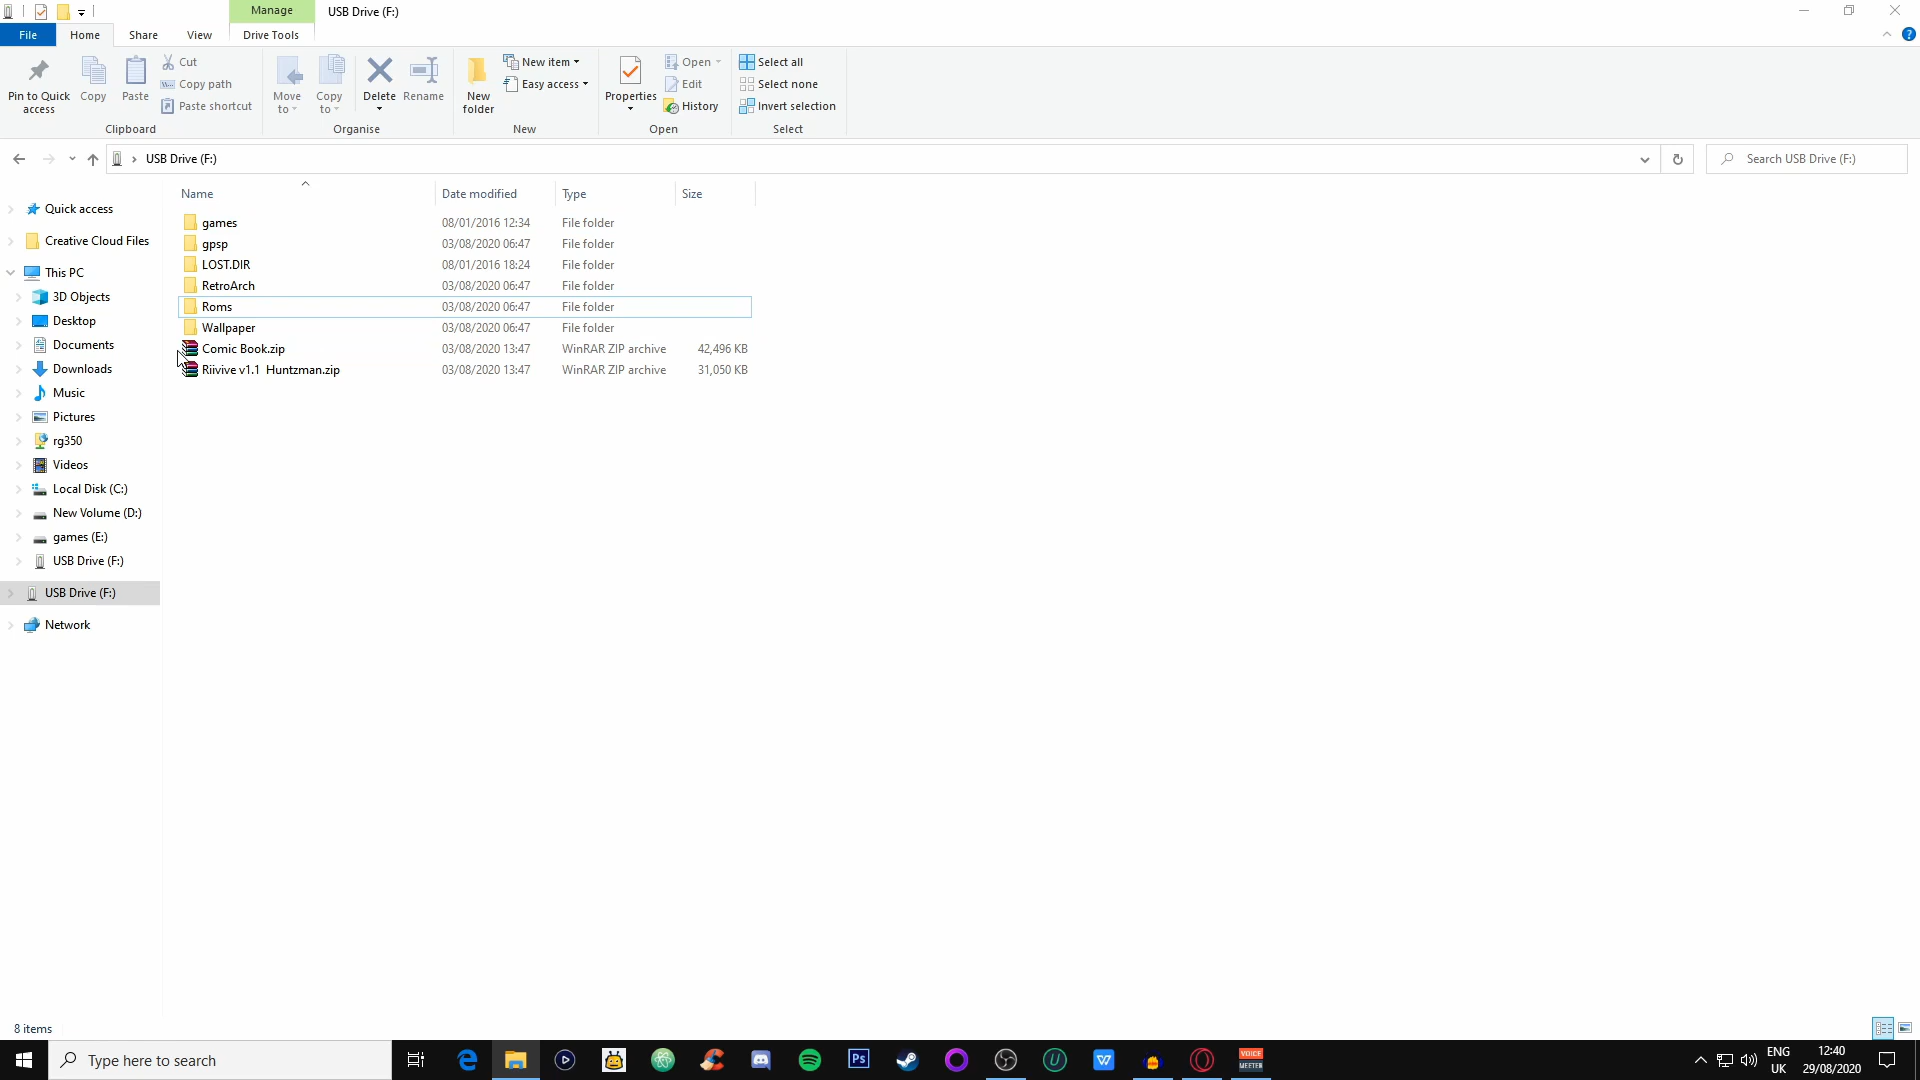 Manage
USB Drive (F:)
File
Home
Share
View
Drive Tools
Pin to Quick access
Copy
Paste
Cut
Copy path
Paste shortcut
Clipboard
Move to
Copy to
Delete
Rename
Organise
New folder
New item
Easy access
New
Properties
Open
Edit
History
Open
Select all
Select none
Invert selection
Select
USB Drive (F:)
Search USB Drive (F:)
Name
Date modified
Type
Size
games 08/01/2016 12:34 File folder
gpsp 03/08/2020 06:47 File folder
LOST.DIR 08/01/2016 18:24 File folder
RetroArch 03/08/2020 06:47 File folder
Roms 03/08/2020 06:47 File folder
Wallpaper 03/08/2020 06:47 File folder
Comic Book.zip 03/08/2020 13:47 WinRAR ZIP archive 42,496 KB
Riivive v1.1 Huntzman.zip 03/08/2020 13:47 WinRAR ZIP archive 31,050 KB
Quick access
Creative Cloud Files
This PC
3D Objects
Desktop
Documents
Downloads
Music
Pictures
rg350
Videos
Local Disk (C:)
New Volume (D:)
games (E:)
USB Drive (F:)
USB Drive (F:)
Network
8 items
Type here to search
Ps
VOICE
MEETER
ENG
UK
12:40
29/08/2020